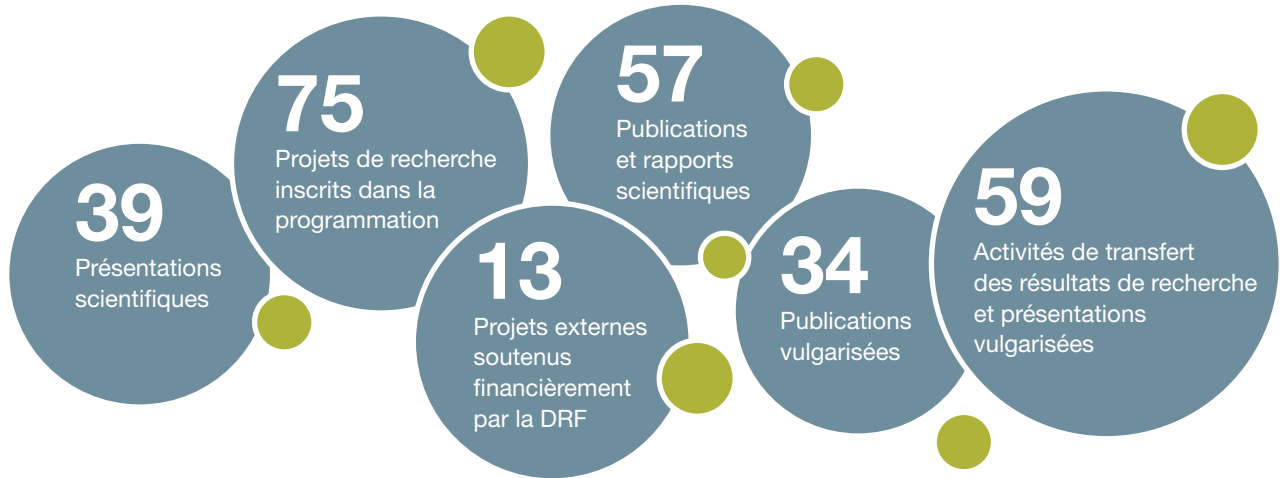 39
Présentations
scientifiques
75
Projets de recherche
inscrits dans la
programmation
13
Projets externes
soutenus
financièrement
par la DRF
57
Publications
et rapports
scientifiques
34
Publications
vulgarisées
59
Activités de transfert
des résultats de recherche
et présentations
vulgarisées